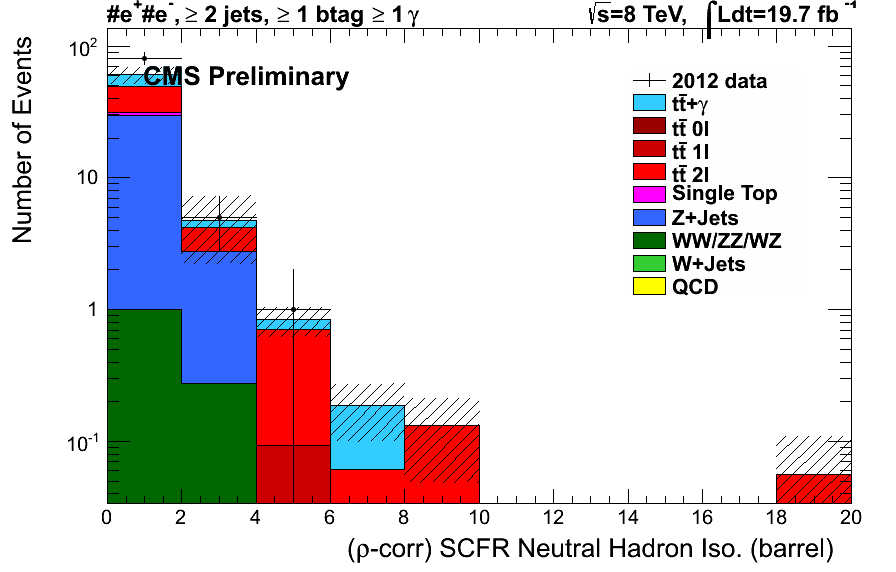 #e⁺#e⁻, ≥ 2 jets, ≥ 1 btag ≥ 1 γ
√s=8 TeV, ∫Ldt=19.7 fb⁻¹
CMS Preliminary
2012 data
tt̄+γ
tt̄ 0l
tt̄ 1l
tt̄ 2l
Single Top
Z+Jets
WW/ZZ/WZ
W+Jets
QCD
Number of Events
10²
10
1
10⁻¹
0 2 4 6 8 10 12 14 16 18 20
(ρ-corr) SCFR Neutral Hadron Iso. (barrel)